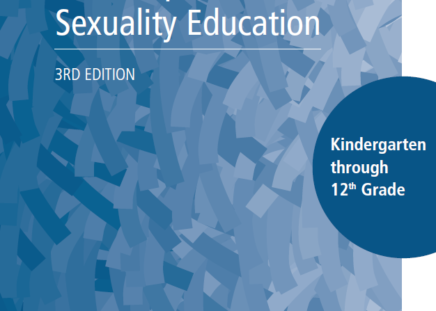 Sexuality Education
3RD EDITION
Kindergarten
through
12th Grade